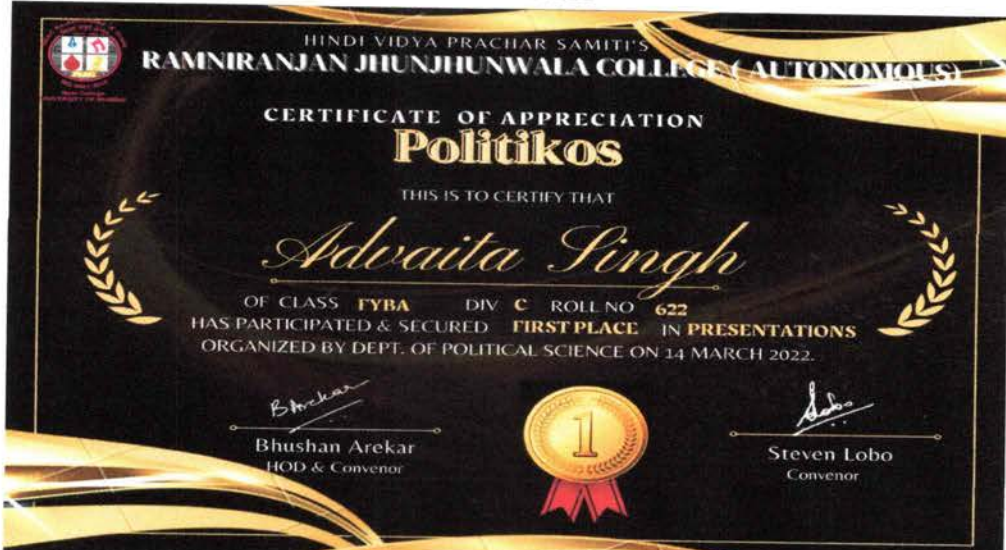 HINDI VIDYA PRACHAR SAMITI'S
RAMNIRANJAN JHUNJHUNWALA COLLEGE ( AUTONOMOUS)
CERTIFICATE OF APPRECIATION
Politikos
THIS IS TO CERTIFY THAT
Advaita Singh
OF CLASS FYBA DIV C ROLL NO 622
HAS PARTICIPATED & SECURED FIRST PLACE IN PRESENTATIONS
ORGANIZED BY DEPT. OF POLITICAL SCIENCE ON 14 MARCH 2022.
BArekar
Bhushan Arekar
HOD & Convenor
1
Lobo
Steven Lobo
Convenor